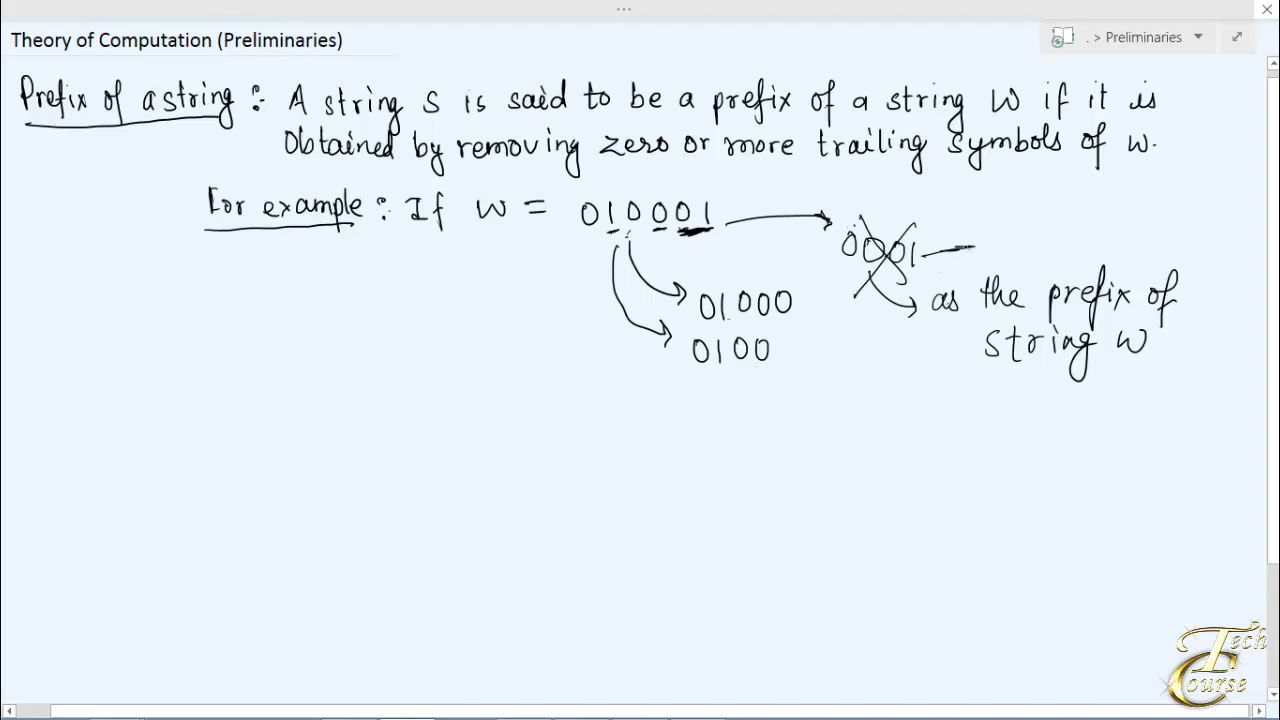 Theory of Computation (Preliminaries)
. > Preliminaries
Prefix of a string :- A string S is said to be a prefix of a string W if it is
Obtained by removing zero or more trailing symbols of W.
For example :- If W = 010001
0001
01000
as the prefix of
0100
string W
Tech
Course